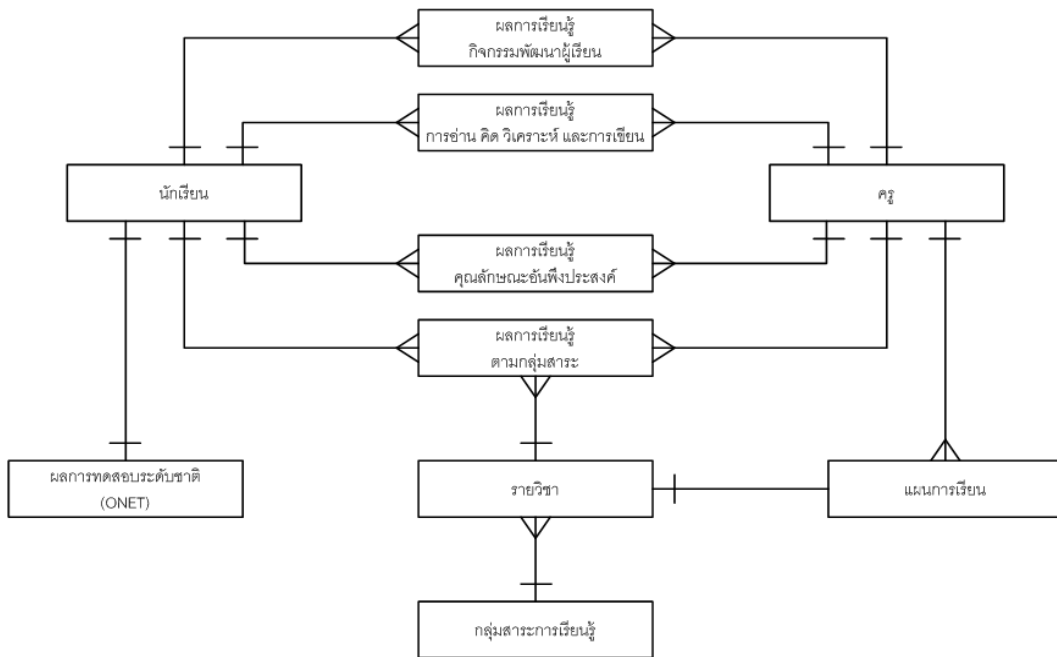 ผลการเรียนรู้
กิจกรรมพัฒนาผู้เรียน
ผลการเรียนรู้
การอ่าน คิด วิเคราะห์ และการเขียน
นักเรียน
ครู
ผลการเรียนรู้
คุณลักษณะอันพึงประสงค์
ผลการเรียนรู้
ตามกลุ่มสาระ
ผลการทดสอบระดับชาติ
(ONET)
รายวิชา
แผนการเรียน
กลุ่มสาระการเรียนรู้